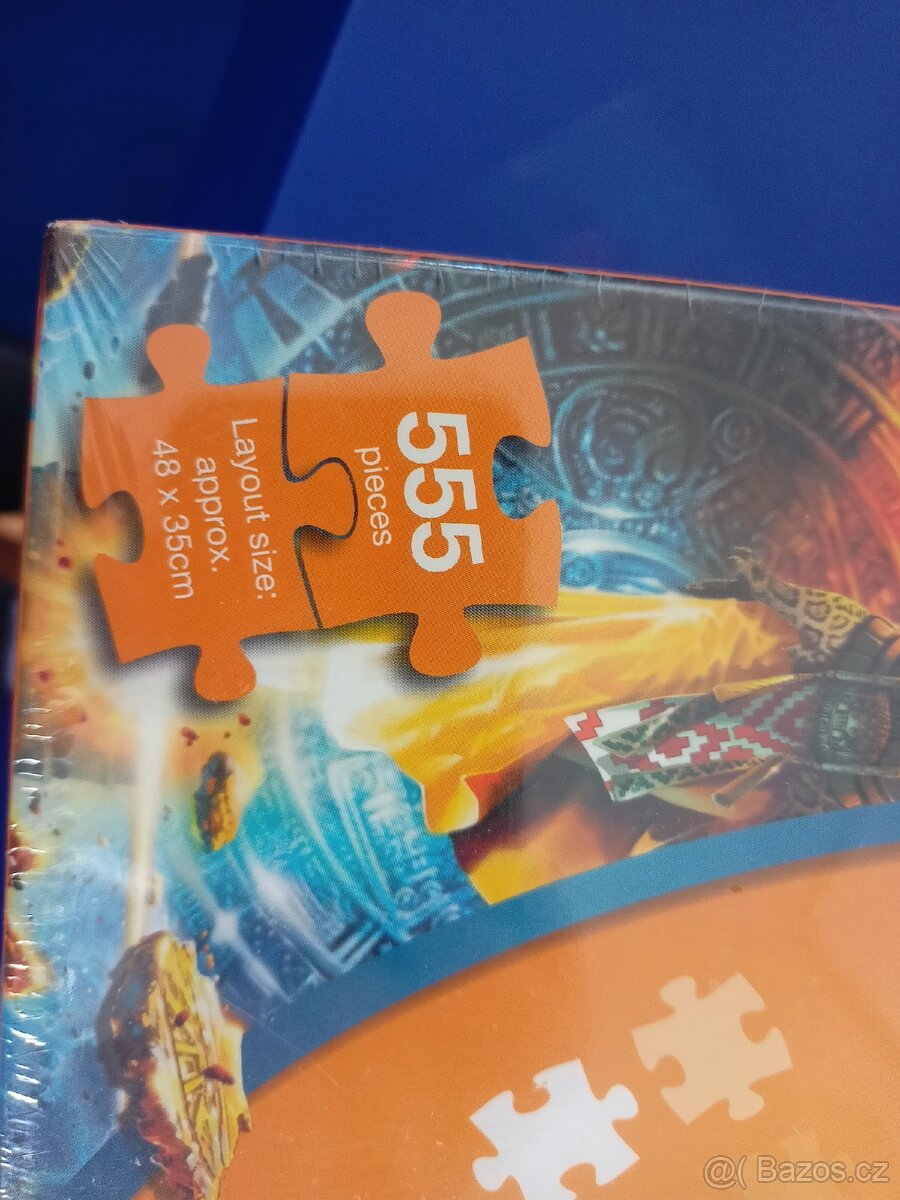 555
pieces
Layout size:
approx.
48 x 35cm
@( Bazos.cz